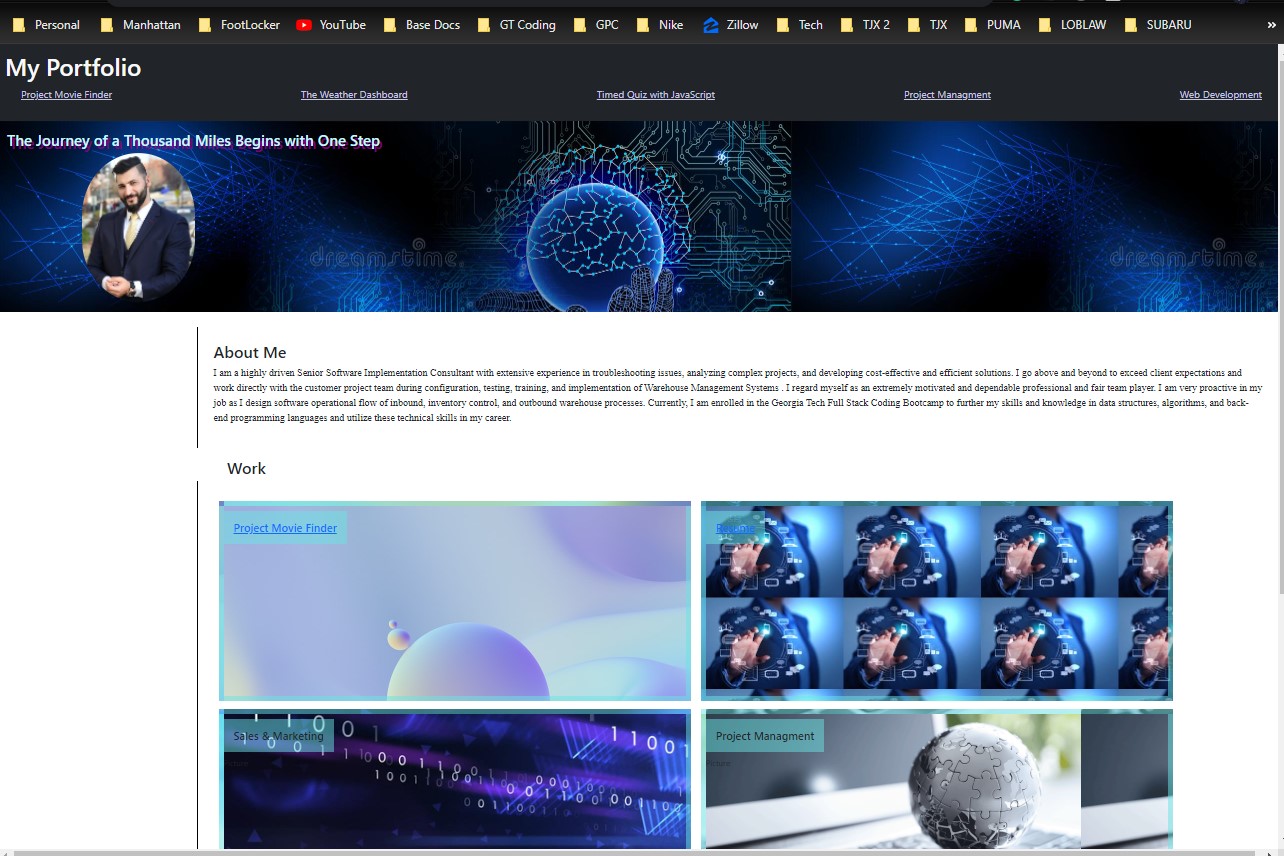 Personal Manhattan FootLocker YouTube Base Docs GT Coding GPC Nike Zillow Tech TJX 2 TJX PUMA LOBLAW SUBARU »
My Portfolio
Project Movie Finder The Weather Dashboard Timed Quiz with JavaScript Project Managment Web Development
The Journey of a Thousand Miles Begins with One Step
dreamstime. dreamstime.
About Me
I am a highly driven Senior Software Implementation Consultant with extensive experience in troubleshooting issues, analyzing complex projects, and developing cost-effective and efficient solutions. I go above and beyond to exceed client expectations and
work directly with the customer project team during configuration, testing, training, and implementation of Warehouse Management Systems . I regard myself as an extremely motivated and dependable professional and fair team player. I am very proactive in my
job as I design software operational flow of inbound, inventory control, and outbound warehouse processes. Currently, I am enrolled in the Georgia Tech Full Stack Coding Bootcamp to further my skills and knowledge in data structures, algorithms, and back-
end programming languages and utilize these technical skills in my career.
Work
Project Movie Finder Resume
Sales & Marketing Project Managment
Picture Picture